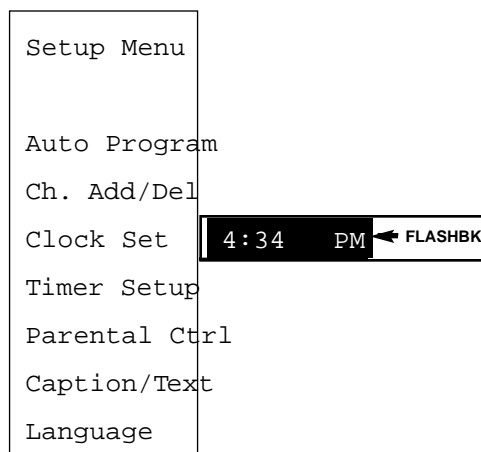 Setup Menu
Auto Program
Ch. Add/Del
Clock Set 4:34 PM FLASHBK
Timer Setup
Parental Ctrl
Caption/Text
Language